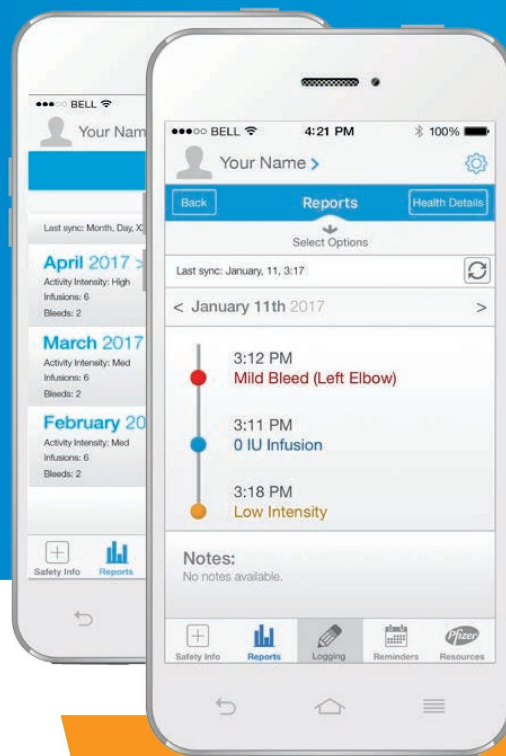 BELL
Your Nam
Last sync: Month, Day, X
April 2017 >
Activity Intensity: High
Infusions: 6
Bleeds: 2
March 2017
Activity Intensity: Med
Infusions: 6
Bleeds: 2
February 20
Activity Intensity: Med
Infusions: 6
Bleeds: 2
Safety Info
Reports
BELL 4:21 PM 100%
Your Name >
Back Reports Health Details
Select Options
Last sync: January, 11, 3:17
< January 11th 2017 >
3:12 PM
Mild Bleed (Left Elbow)
3:11 PM
0 IU Infusion
3:18 PM
Low Intensity
Notes:
No notes available.
Pfizer
Safety Info Reports Logging Reminders Resources